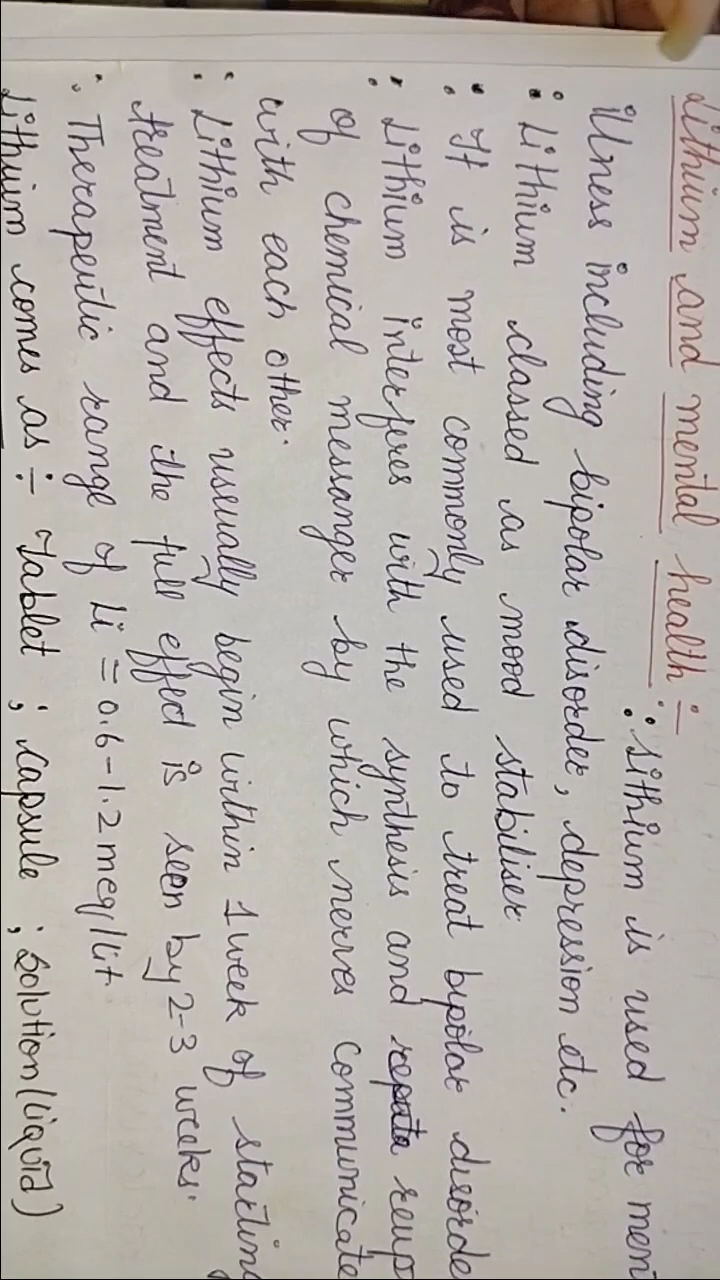 Lithium and mental health :- ∴ Lithium is used for men
illness including bipolar disorder, depression etc.
∴ Lithium classed as mood stabiliser
∴ It is most commonly used to treat bipolar disorde
∴ Lithium interferes with the synthesis and reup
of chemical messanger by which nerves communicate
with each other.
∴ Lithium effects usually begin within 1 week of starting
treatment and the full effect is seen by 2-3 weeks.
∴ Therapeutic range of Li = 0.6 - 1.2 meq/lit.
Lithium comes as :- Tablet ; Capsule ; Solution (liquid)